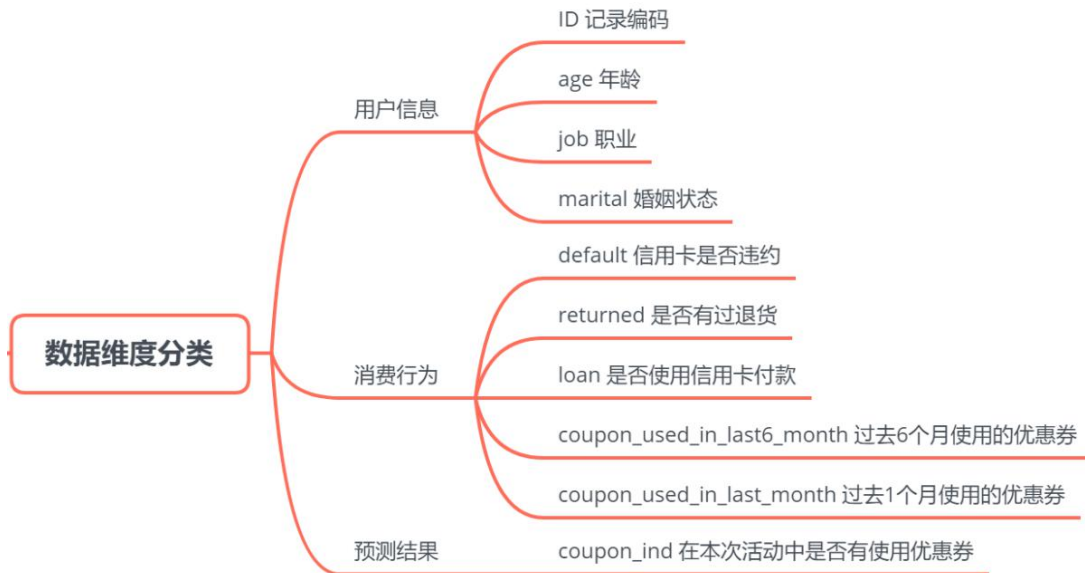 数据维度分类
用户信息
ID 记录编码
age 年龄
job 职业
marital 婚姻状态
消费行为
default 信用卡是否违约
returned 是否有过退货
loan 是否使用信用卡付款
coupon_used_in_last6_month 过去6个月使用的优惠券
coupon_used_in_last_month 过去1个月使用的优惠券
预测结果
coupon_ind 在本次活动中是否有使用优惠券